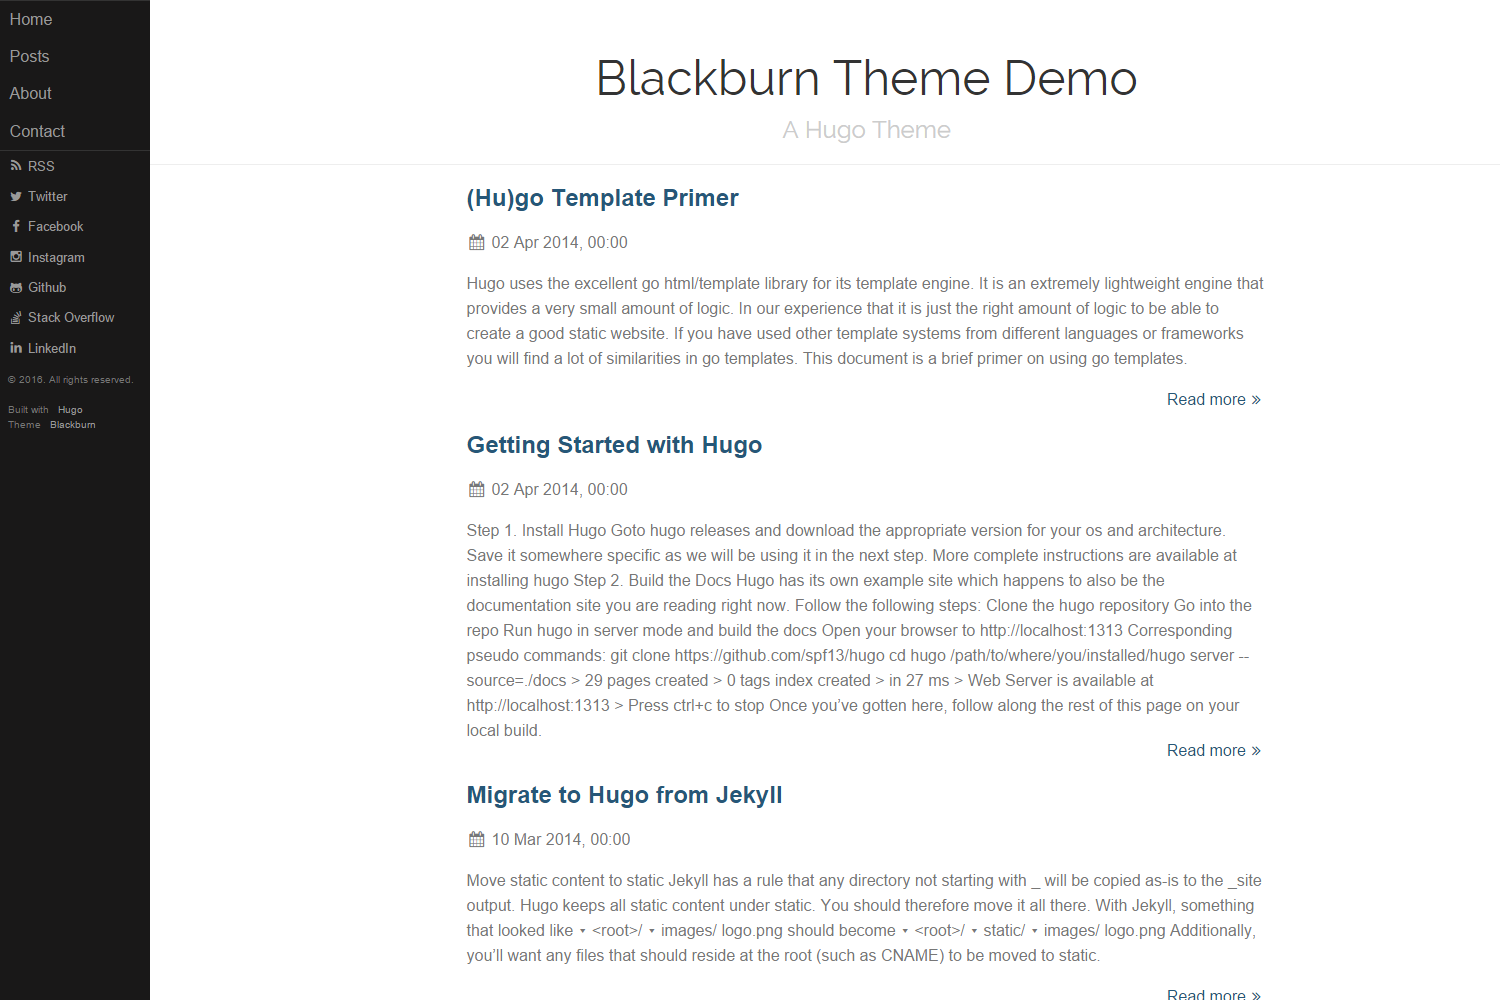 Home
Posts
About
Contact
RSS
Twitter
Facebook
Instagram
Github
Stack Overflow
LinkedIn
© 2016. All rights reserved.
Built with Hugo
Theme Blackburn
Blackburn Theme Demo
A Hugo Theme
(Hu)go Template Primer
02 Apr 2014, 00:00
Hugo uses the excellent go html/template library for its template engine. It is an extremely lightweight engine that
provides a very small amount of logic. In our experience that it is just the right amount of logic to be able to
create a good static website. If you have used other template systems from different languages or frameworks
you will find a lot of similarities in go templates. This document is a brief primer on using go templates.
Read more »
Getting Started with Hugo
02 Apr 2014, 00:00
Step 1. Install Hugo Goto hugo releases and download the appropriate version for your os and architecture.
Save it somewhere specific as we will be using it in the next step. More complete instructions are available at
installing hugo Step 2. Build the Docs Hugo has its own example site which happens to also be the
documentation site you are reading right now. Follow the following steps: Clone the hugo repository Go into the
repo Run hugo in server mode and build the docs Open your browser to http://localhost:1313 Corresponding
pseudo commands: git clone https://github.com/spf13/hugo cd hugo /path/to/where/you/installed/hugo server --
source=./docs > 29 pages created > 0 tags index created > in 27 ms > Web Server is available at
http://localhost:1313 > Press ctrl+c to stop Once you’ve gotten here, follow along the rest of this page on your
local build.
Read more »
Migrate to Hugo from Jekyll
10 Mar 2014, 00:00
Move static content to static Jekyll has a rule that any directory not starting with _ will be copied as-is to the _site
output. Hugo keeps all static content under static. You should therefore move it all there. With Jekyll, something
that looked like ▾ <root>/ ▾ images/ logo.png should become ▾ <root>/ ▾ static/ ▾ images/ logo.png Additionally,
you’ll want any files that should reside at the root (such as CNAME) to be moved to static.
Read more »